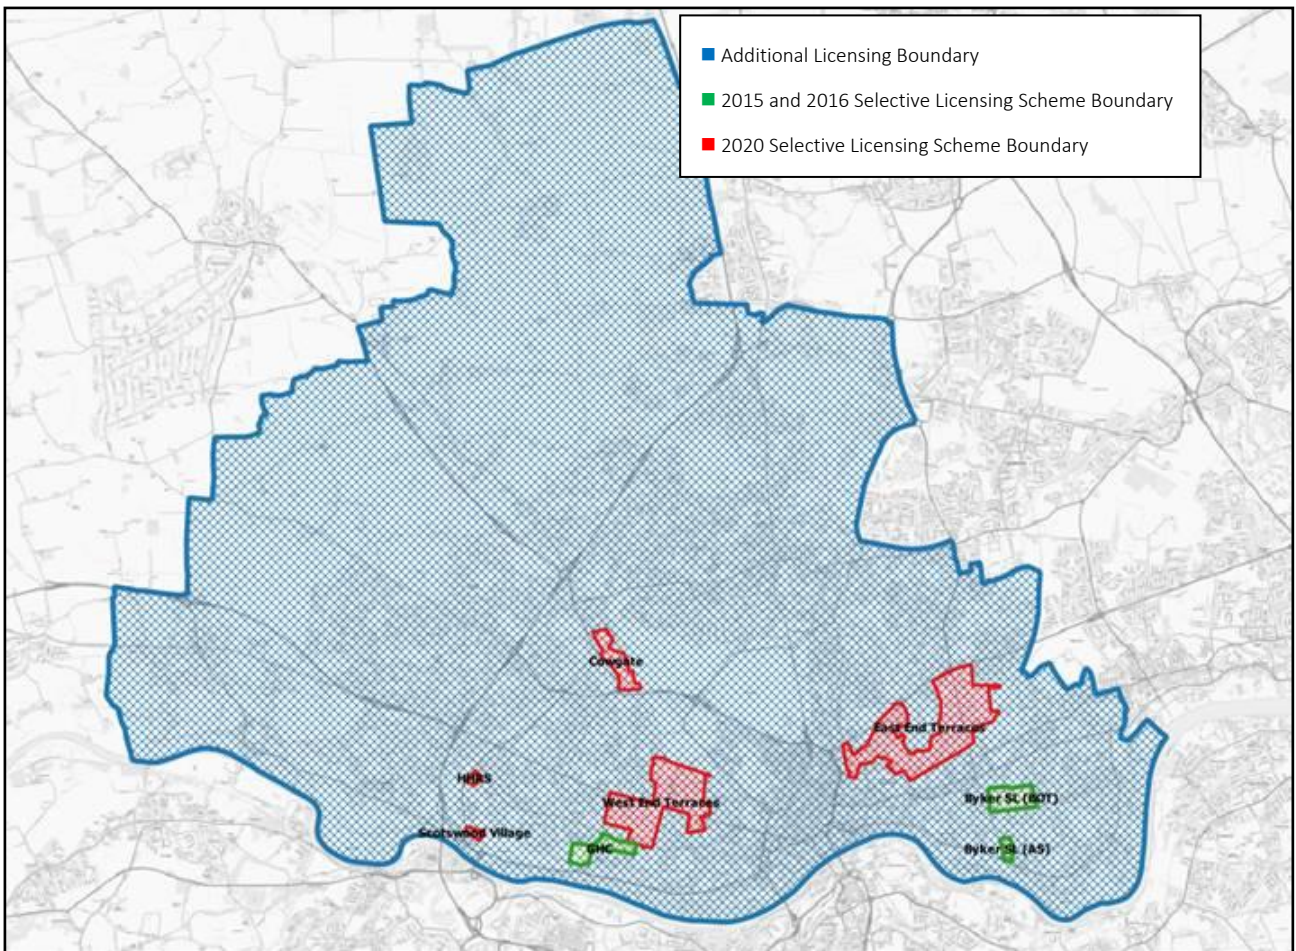 Additional Licensing Boundary
2015 and 2016 Selective Licensing Scheme Boundary
2020 Selective Licensing Scheme Boundary
Cowgate
East End Terraces
HHAS
West End Terraces
Byker SL (BOT)
Scotswood Village
GHC
Byker SL (AS)